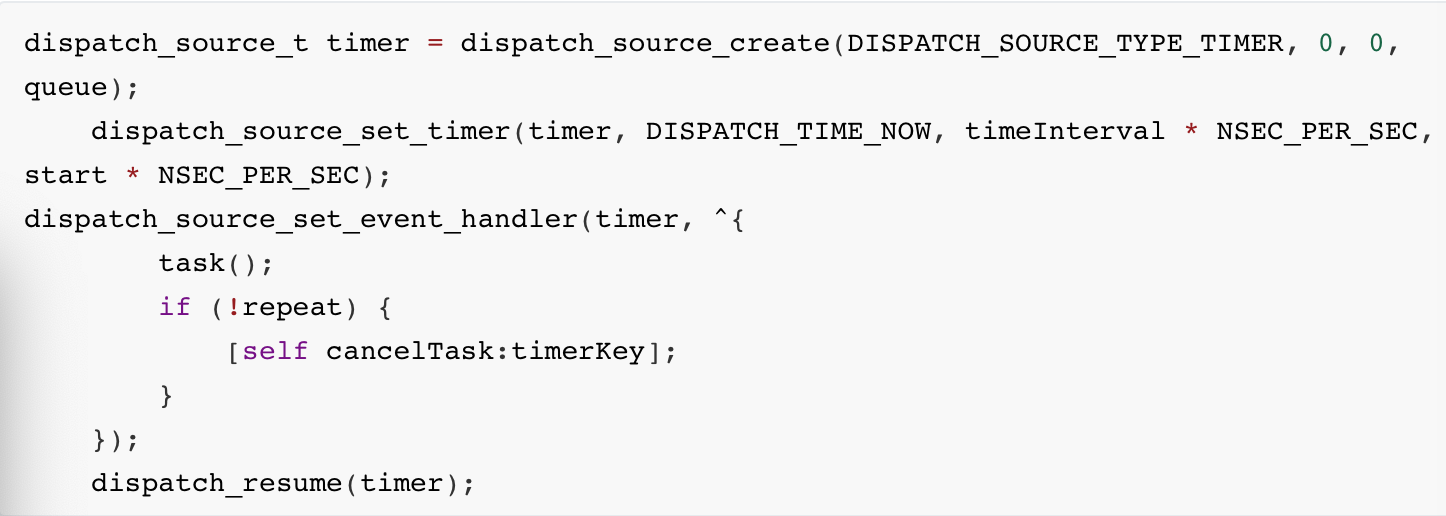 dispatch_source_t timer = dispatch_source_create(DISPATCH_SOURCE_TYPE_TIMER, 0, 0,
queue);
    dispatch_source_set_timer(timer, DISPATCH_TIME_NOW, timeInterval * NSEC_PER_SEC,
start * NSEC_PER_SEC);
dispatch_source_set_event_handler(timer, ^{
        task();
        if (!repeat) {
            [self cancelTask:timerKey];
        }
    });
    dispatch_resume(timer);